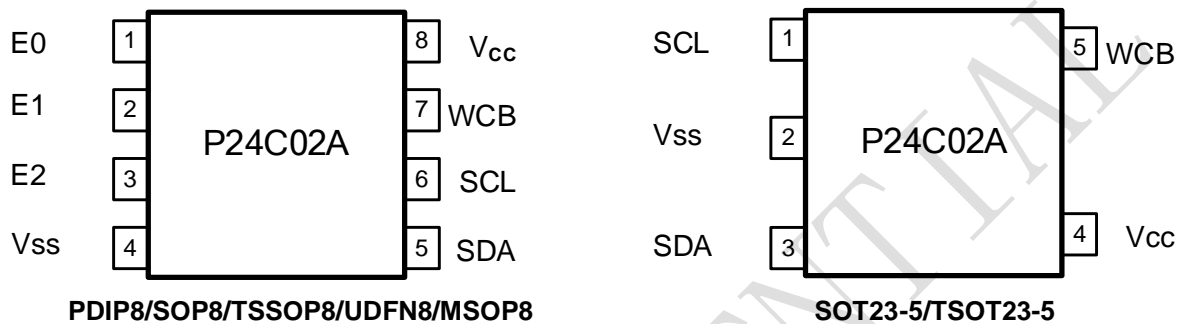 E0 1 8 Vcc
E1 2 7 WCB
P24C02A
E2 3 6 SCL
Vss 4 5 SDA
PDIP8/SOP8/TSSOP8/UDFN8/MSOP8
SCL 1 5 WCB
Vss 2 P24C02A
SDA 3 4 Vcc
SOT23-5/TSOT23-5